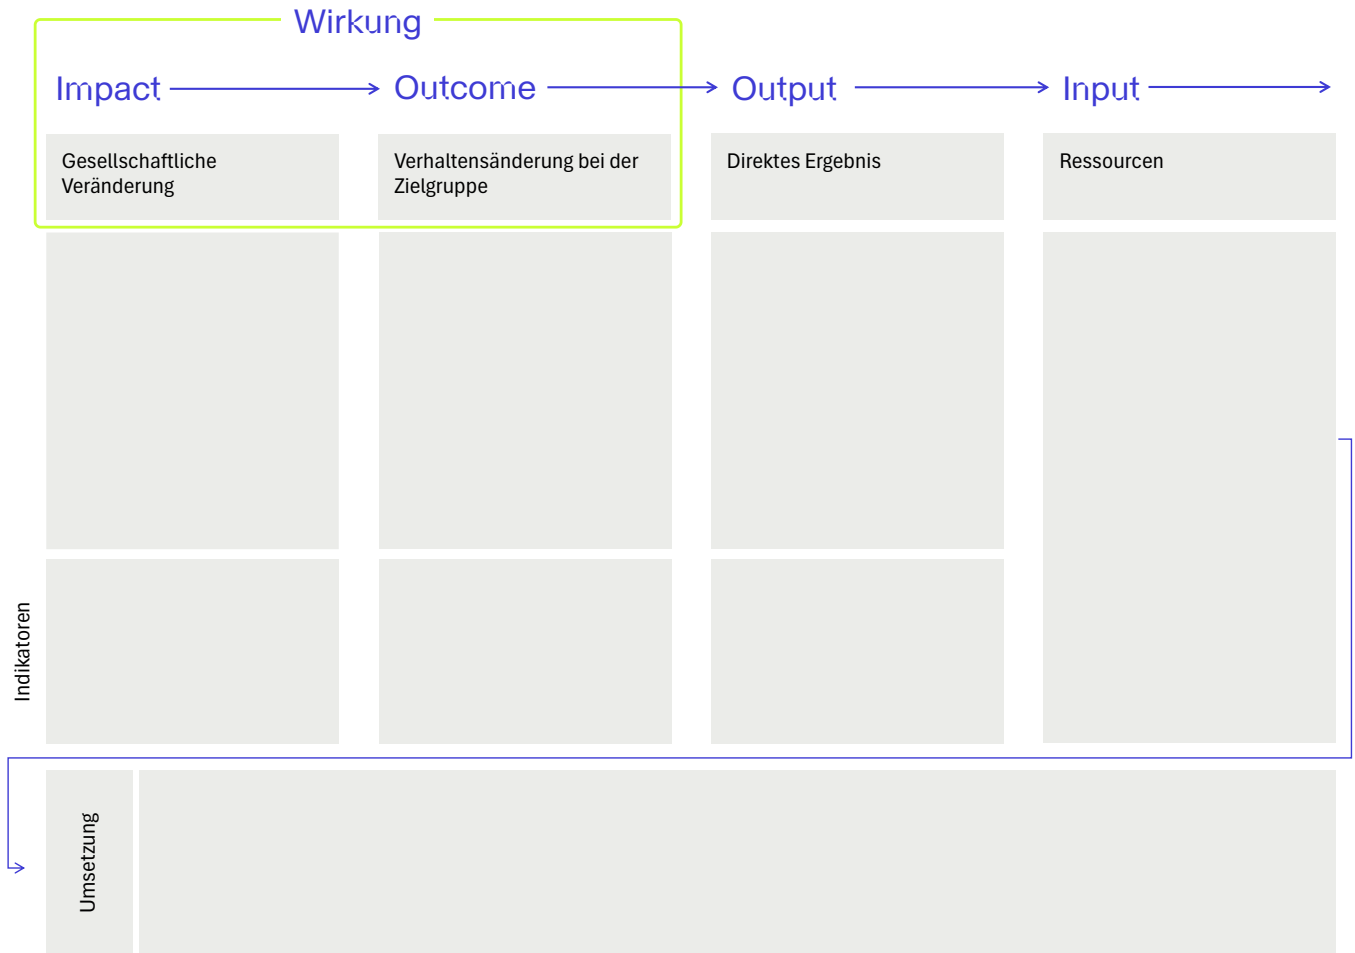 Wirkung
Impact
Outcome
Output
Input
Gesellschaftliche
Veränderung
Verhaltensänderung bei der
Zielgruppe
Direktes Ergebnis
Ressourcen
Indikatoren
Umsetzung